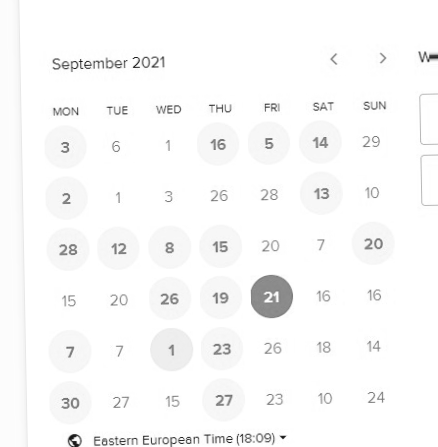 September 2021
MON TUE WED THU FRI SAT SUN
3 6 1 16 5 14 29
2 1 3 26 28 13 10
28 12 8 15 20 7 20
15 20 26 19 21 16 16
7 7 1 23 26 18 14
30 27 15 27 23 10 24
Eastern European Time (18:09)